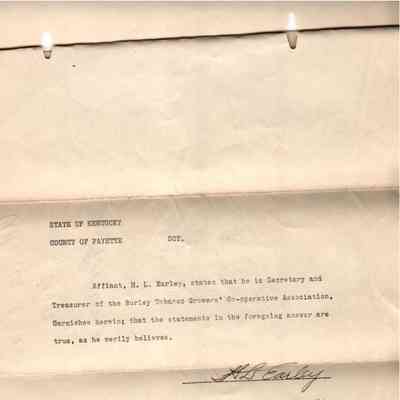 STATE OF KENTUCKY
COUNTY OF FAYETTE SCT.
Affiant, H. L. Earley, states that he is Secretary and
Treasurer of the Burley Tobacco Growers' Co-operative Association,
Garnishee herein; that the statements in the foregoing answer are
true, as he verily believes.
H L Earley